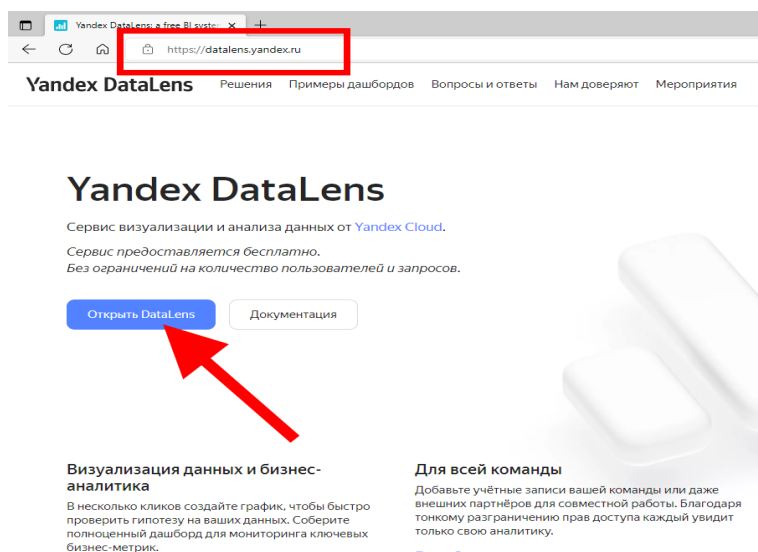 Yandex DataLens: a free BI syste
https://datalens.yandex.ru
Yandex DataLens Решения Примеры дашбордов Вопросы и ответы Нам доверяют Мероприятия
Yandex DataLens
Сервис визуализации и анализа данных от Yandex Cloud.
Сервис предоставляется бесплатно.
Без ограничений на количество пользователей и запросов.
Открыть DataLens Документация
Визуализация данных и бизнес-
аналитика
В несколько кликов создайте график, чтобы быстро
проверить гипотезу на ваших данных. Соберите
полноценный дашборд для мониторинга ключевых
бизнес-метрик.
Для всей команды
Добавьте учётные записи вашей команды или даже
внешних партнёров для совместной работы. Благодаря
тонкому разграничению прав доступа каждый увидит
только свою аналитику.